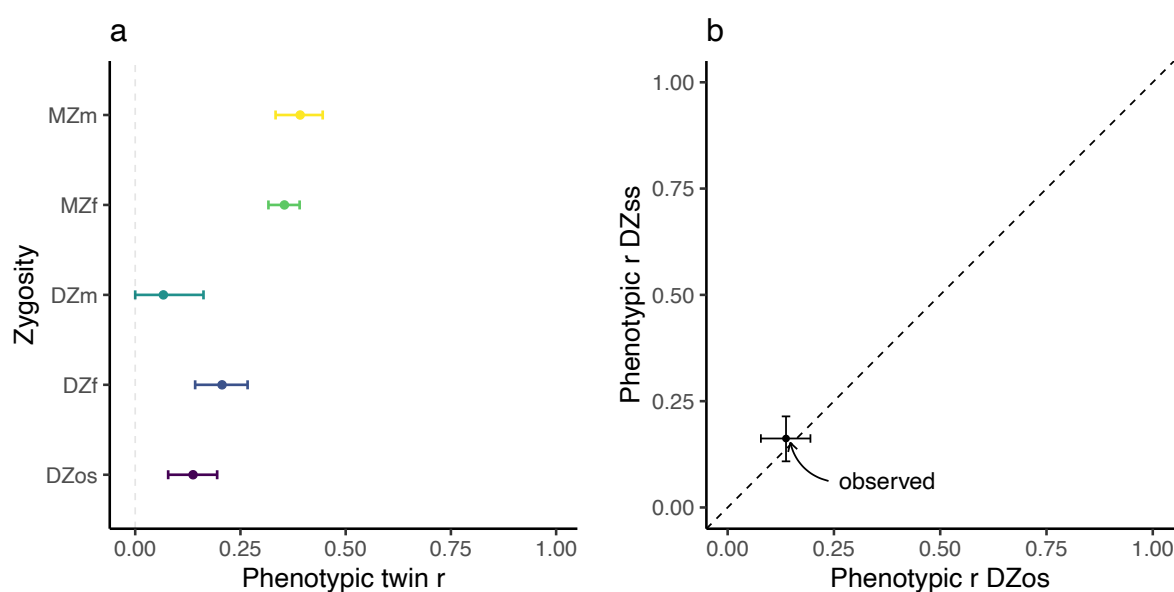 a
Zygosity
MZm
MZf
DZm
DZf
DZos
0.00 0.25 0.50 0.75 1.00
Phenotypic twin r
b
Phenotypic r DZss
1.00
0.75
0.50
0.25
0.00
observed
0.00 0.25 0.50 0.75 1.00
Phenotypic r DZos